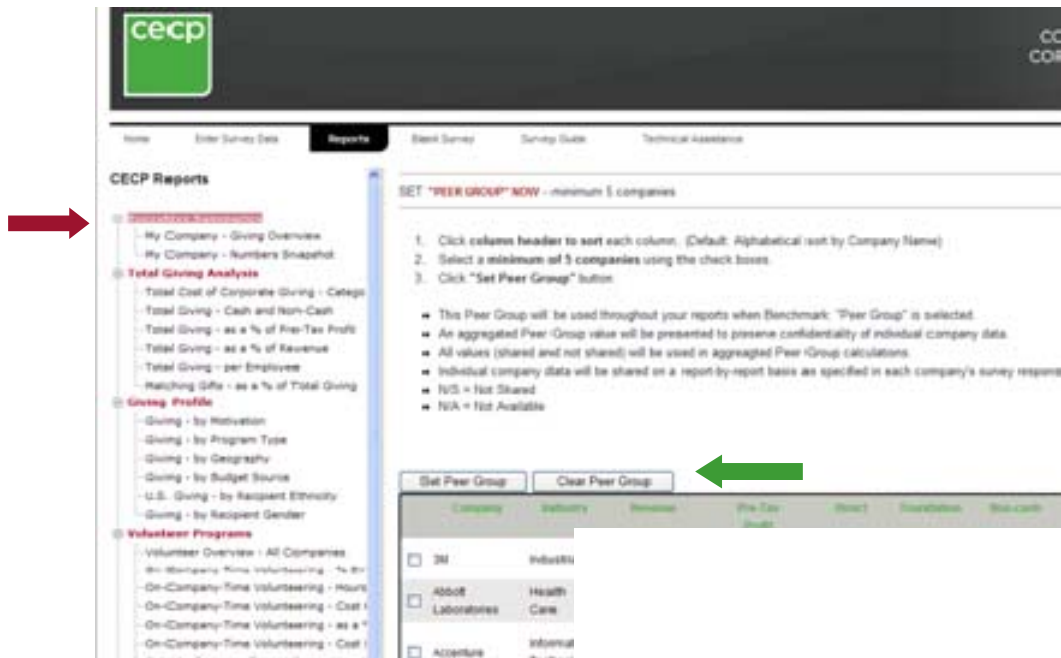 cecp
CO
COR
Home Enter Survey Data Reports Blank Survey Survey Guide Technical Assistance
CECP Reports
SET "PEER GROUP" NOW - minimum 5 companies
My Company - Giving Overview
My Company - Numbers Snapshot
Total Giving Analysis
Total Cost of Corporate Giving - Catego
Total Giving - Cash and Non-Cash
Total Giving - as a % of Pre-Tax Profit
Total Giving - as a % of Revenue
Total Giving - per Employee
Matching Gifts - as a % of Total Giving
Giving Profile
Giving - by Motivation
Giving - by Program Type
Giving - by Geography
Giving - by Budget Source
U.S. Giving - by Recipient Ethnicity
Giving - by Recipient Gender
Volunteer Programs
Volunteer Overview - All Companies
On-Company-Time Volunteering - % Em
On-Company-Time Volunteering - Hours
On-Company-Time Volunteering - Cost
On-Company-Time Volunteering - as a
On-Company-Time Volunteering - Cost
1. Click column header to sort each column. (Default: Alphabetical sort by Company Name)
2. Select a minimum of 5 companies using the check boxes.
3. Click "Set Peer Group" button
This Peer Group will be used throughout your reports when Benchmark: "Peer Group" is selected.
An aggregated Peer Group value will be presented to preserve confidentiality of individual company data.
All values (shared and not shared) will be used in aggreagted Peer Group calculations.
Individual company data will be shared on a report-by-report basis as specified in each company's survey respons
N/S = Not Shared
N/A = Not Available
Set Peer Group Clear Peer Group
Company Industry Revenue Pre-Tax Profit Direct Foundation Non-cash
3M Industria
Abbott Laboratories Health Care
Accenture Informat